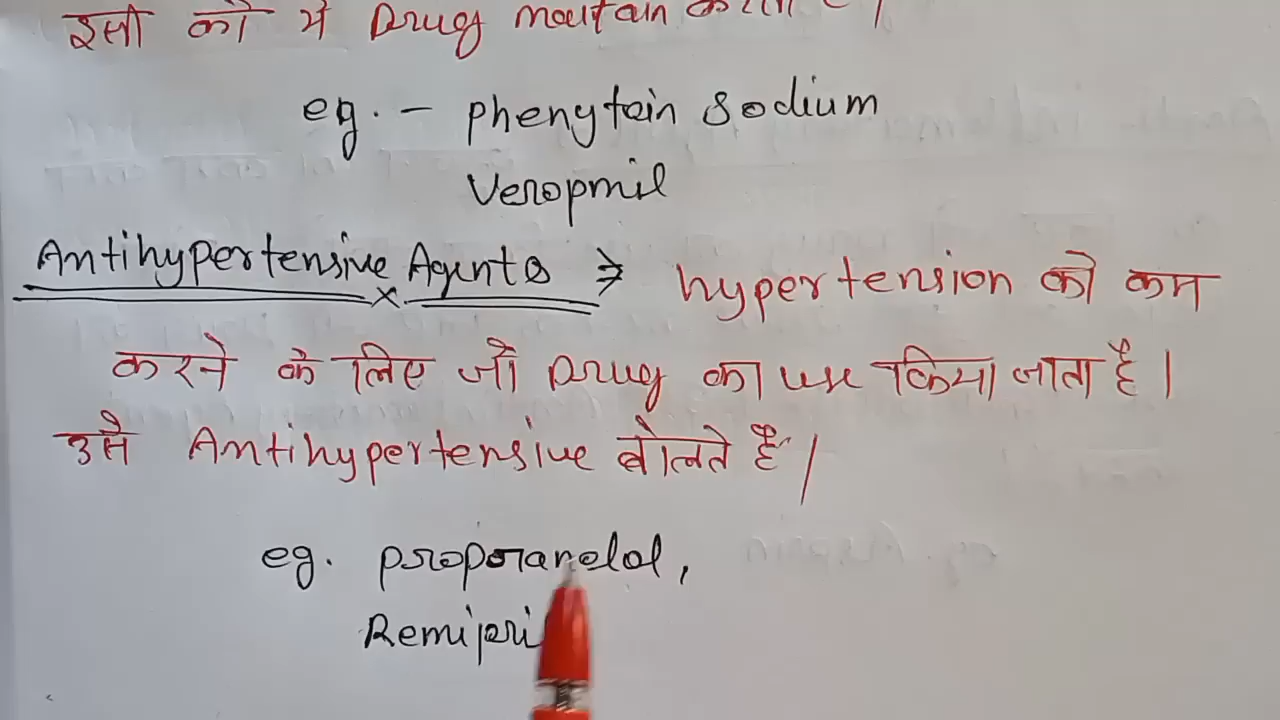 इसी को ये Drug maintain करता है।
eg. - phenytoin sodium
Veropmil
Antihypertensive Agents ⇒ hypertension को कम
करने के लिए जो Drug का use किया जाता है।
उसे Antihypertensive बोलते है।
eg. proporanolol,
Remipri